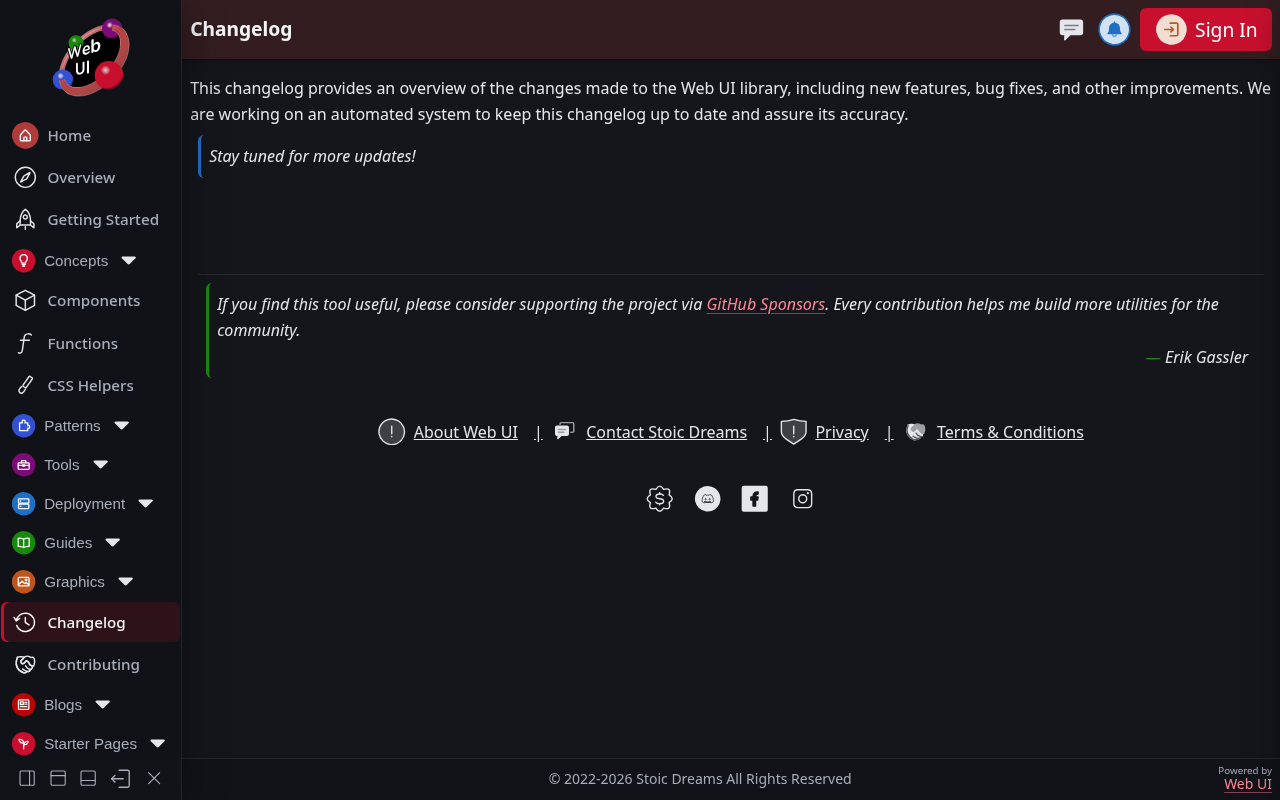 Web
UI
Home
Overview
Getting Started
Concepts
Components
Functions
CSS Helpers
Patterns
Tools
Deployment
Guides
Graphics
Changelog
Contributing
Blogs
Starter Pages
Changelog
Sign In
This changelog provides an overview of the changes made to the Web UI library, including new features, bug fixes, and other improvements. We
are working on an automated system to keep this changelog up to date and assure its accuracy.
Stay tuned for more updates!
If you find this tool useful, please consider supporting the project via GitHub Sponsors. Every contribution helps me build more utilities for the
community.
— Erik Gassler
About Web UI | Contact Stoic Dreams | Privacy | Terms & Conditions
© 2022-2026 Stoic Dreams All Rights Reserved
Powered by
Web UI